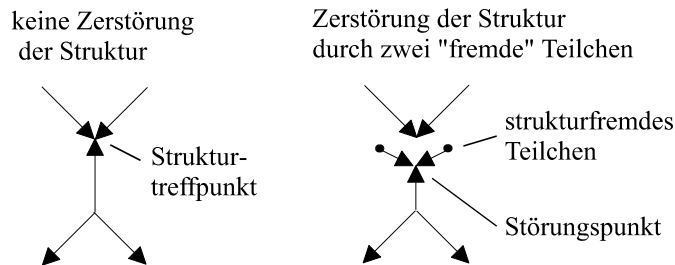 keine Zerstörung
der Struktur
Struktur-
treffpunkt
Zerstörung der Struktur
durch zwei "fremde" Teilchen
strukturfremdes
Teilchen
Störungspunkt